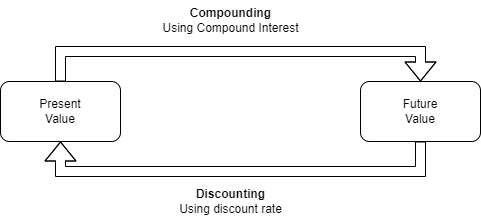 Compounding
Using Compound Interest
Present
Value
Future
Value
Discounting
Using discount rate